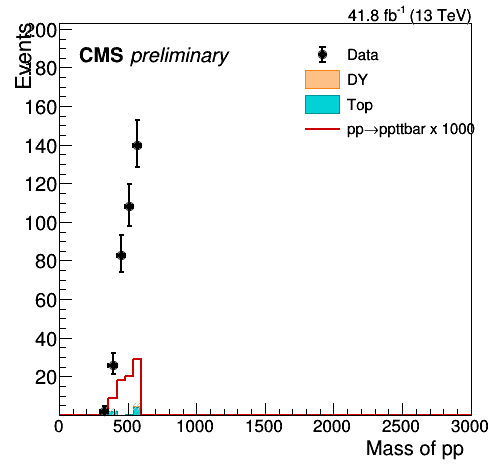 41.8 fb⁻¹ (13 TeV)
Events
CMS preliminary
Data
DY
Top
pp→ppttbar x 1000
200
180
160
140
120
100
80
60
40
20
0 500 1000 1500 2000 2500 3000
Mass of pp